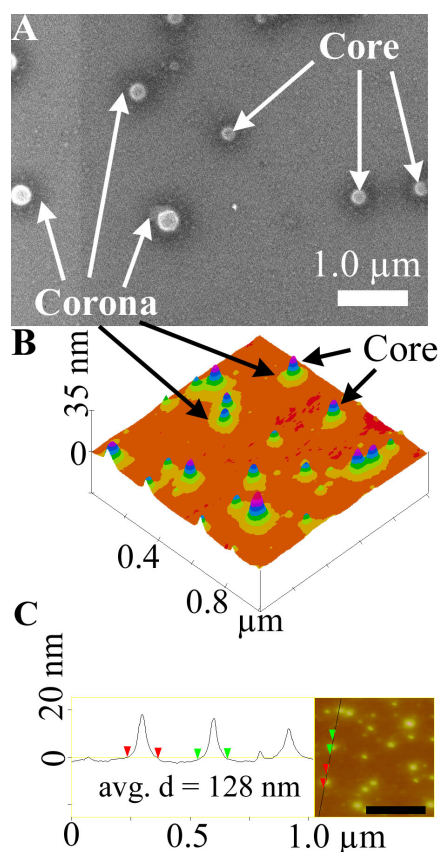 A
Core
1.0 µm
Corona
B
Core
35 nm
0
0.4
0.8
µm
C
20 nm
0
avg. d = 128 nm
0
0.5
1.0 µm